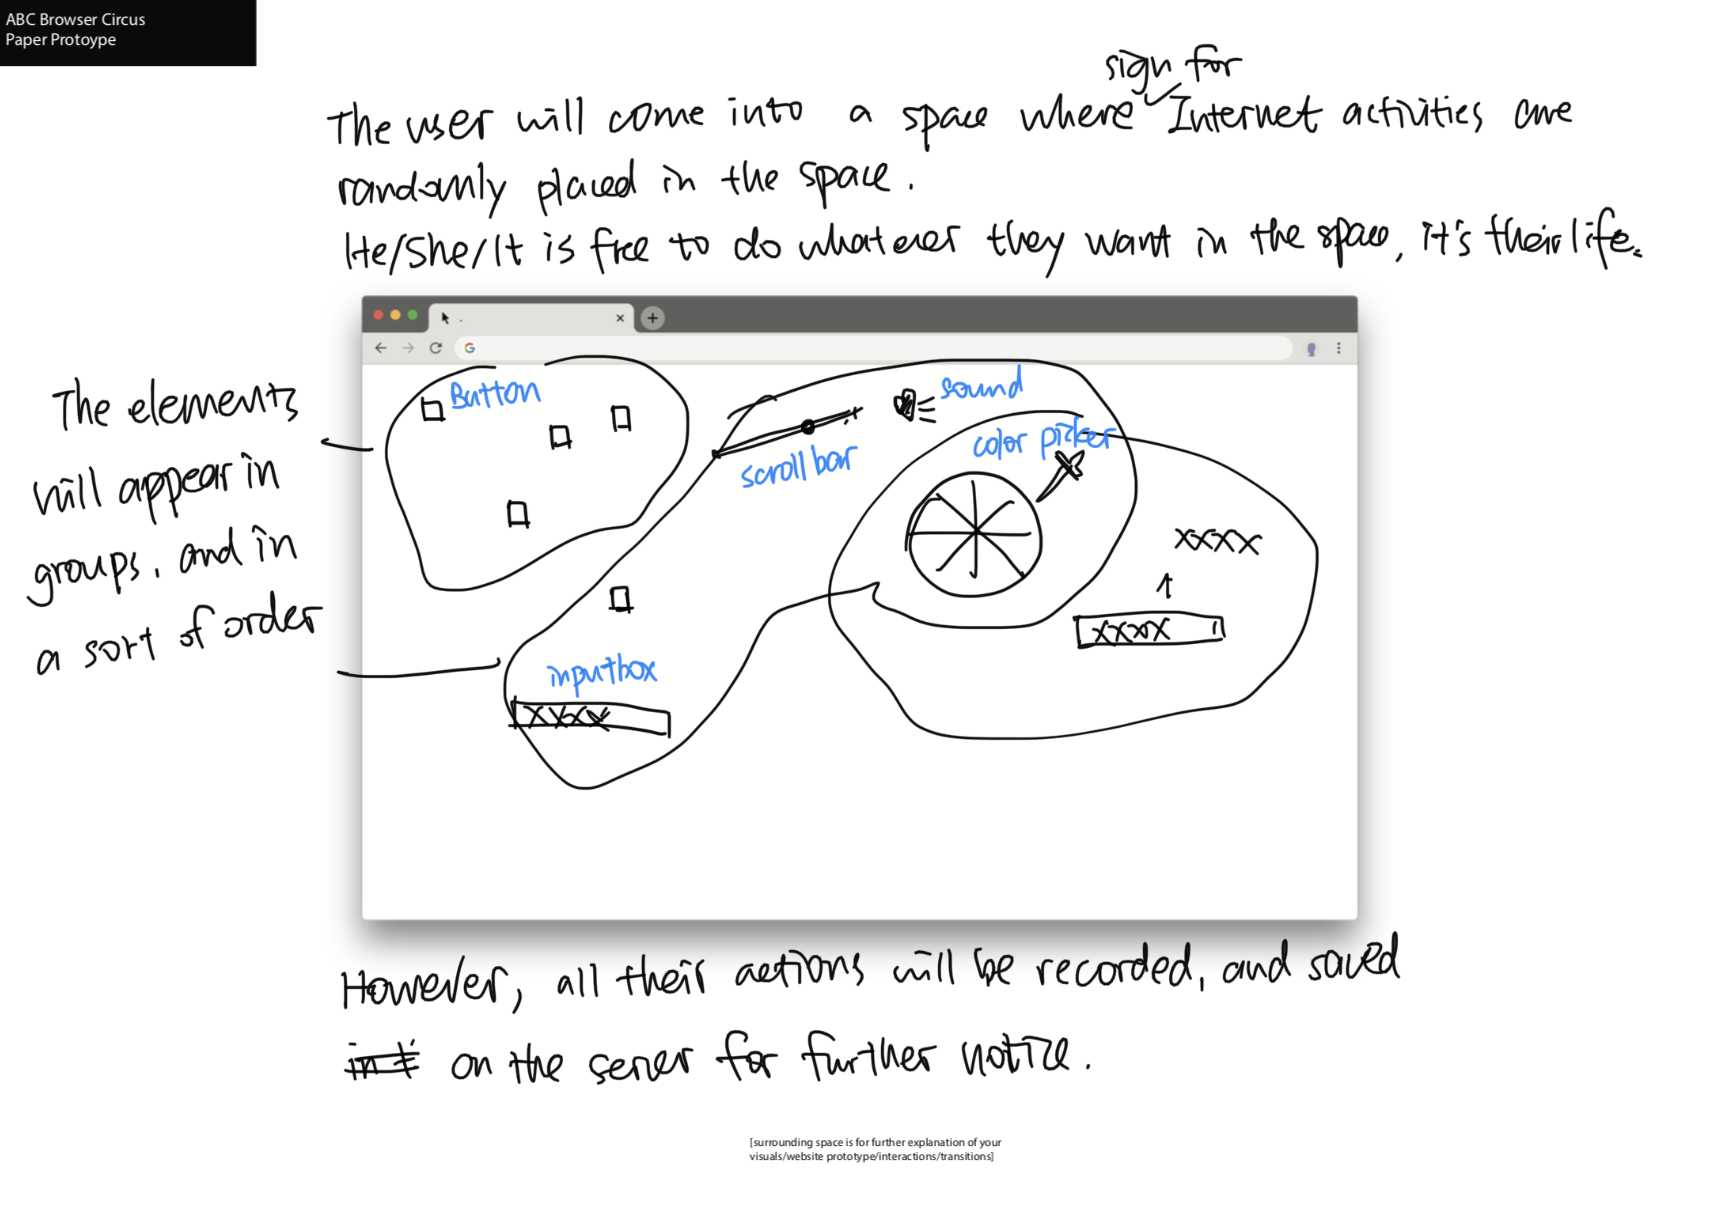 ABC Browser Circus
Paper Protoype
sign for
The user will come into a space where Internet activities are
randomly placed in the space.
He/She/It is free to do whatever they want in the space, it's their life.
The elements
will appear in
groups, and in
a sort of order
Button
sound
scroll bar
color picker
xxxx
xxxx
inputbox
xxxx
However, all their actions will be recorded, and saved
on the server for further notice.
[surrounding space is for further explanation of your
visuals/website prototype/interactions/transitions]